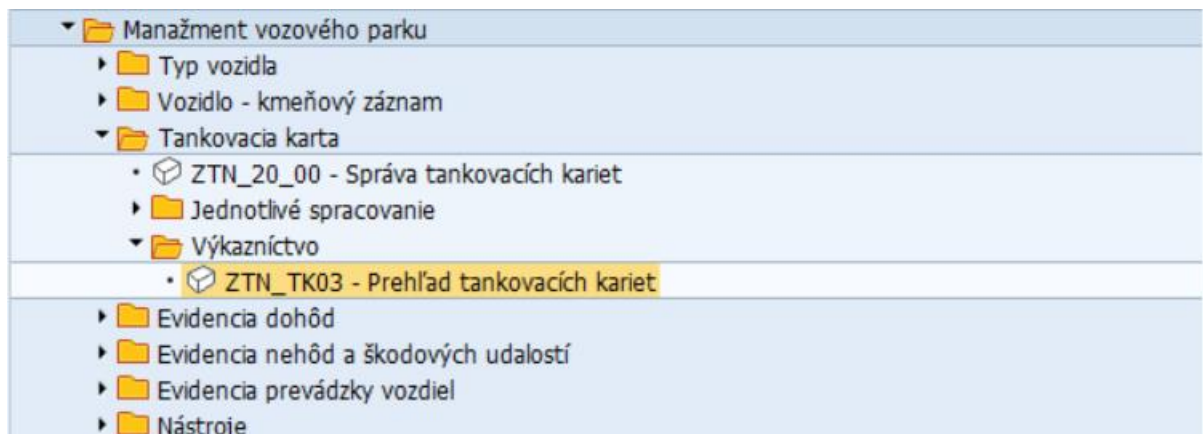 Manažment vozového parku
Typ vozidla
Vozidlo - kmeňový záznam
Tankovacia karta
ZTN_20_00 - Správa tankovacích kariet
Jednotlivé spracovanie
Výkazníctvo
ZTN_TK03 - Prehľad tankovacích kariet
Evidencia dohôd
Evidencia nehôd a škodových udalostí
Evidencia prevádzky vozdiel
Nástroje